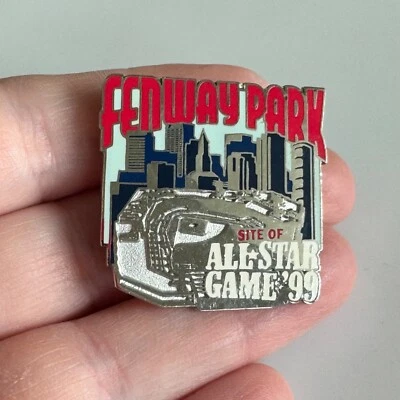 FENWAY PARK
SITE OF
ALL-STAR
GAME '99